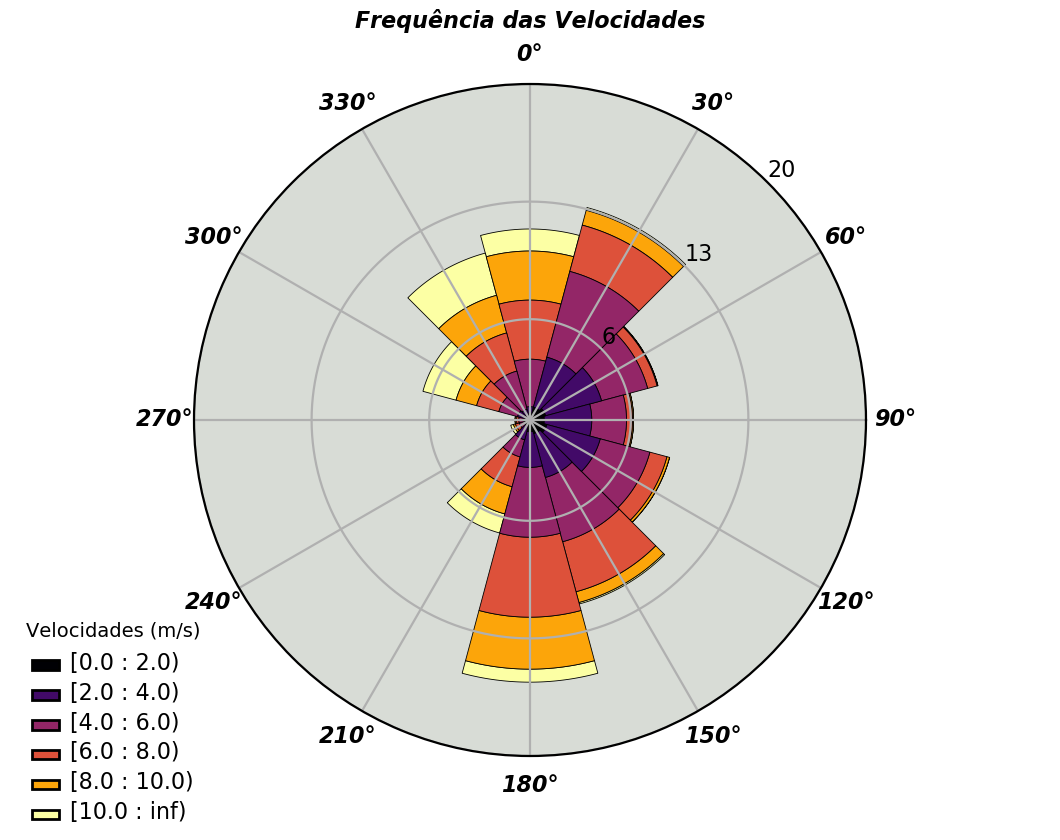 Frequência das Velocidades
0°
330°
30°
20
300°
60°
13
6
270°
90°
240°
120°
210°
150°
180°
Velocidades (m/s)
[0.0 : 2.0)
[2.0 : 4.0)
[4.0 : 6.0)
[6.0 : 8.0)
[8.0 : 10.0)
[10.0 : inf)